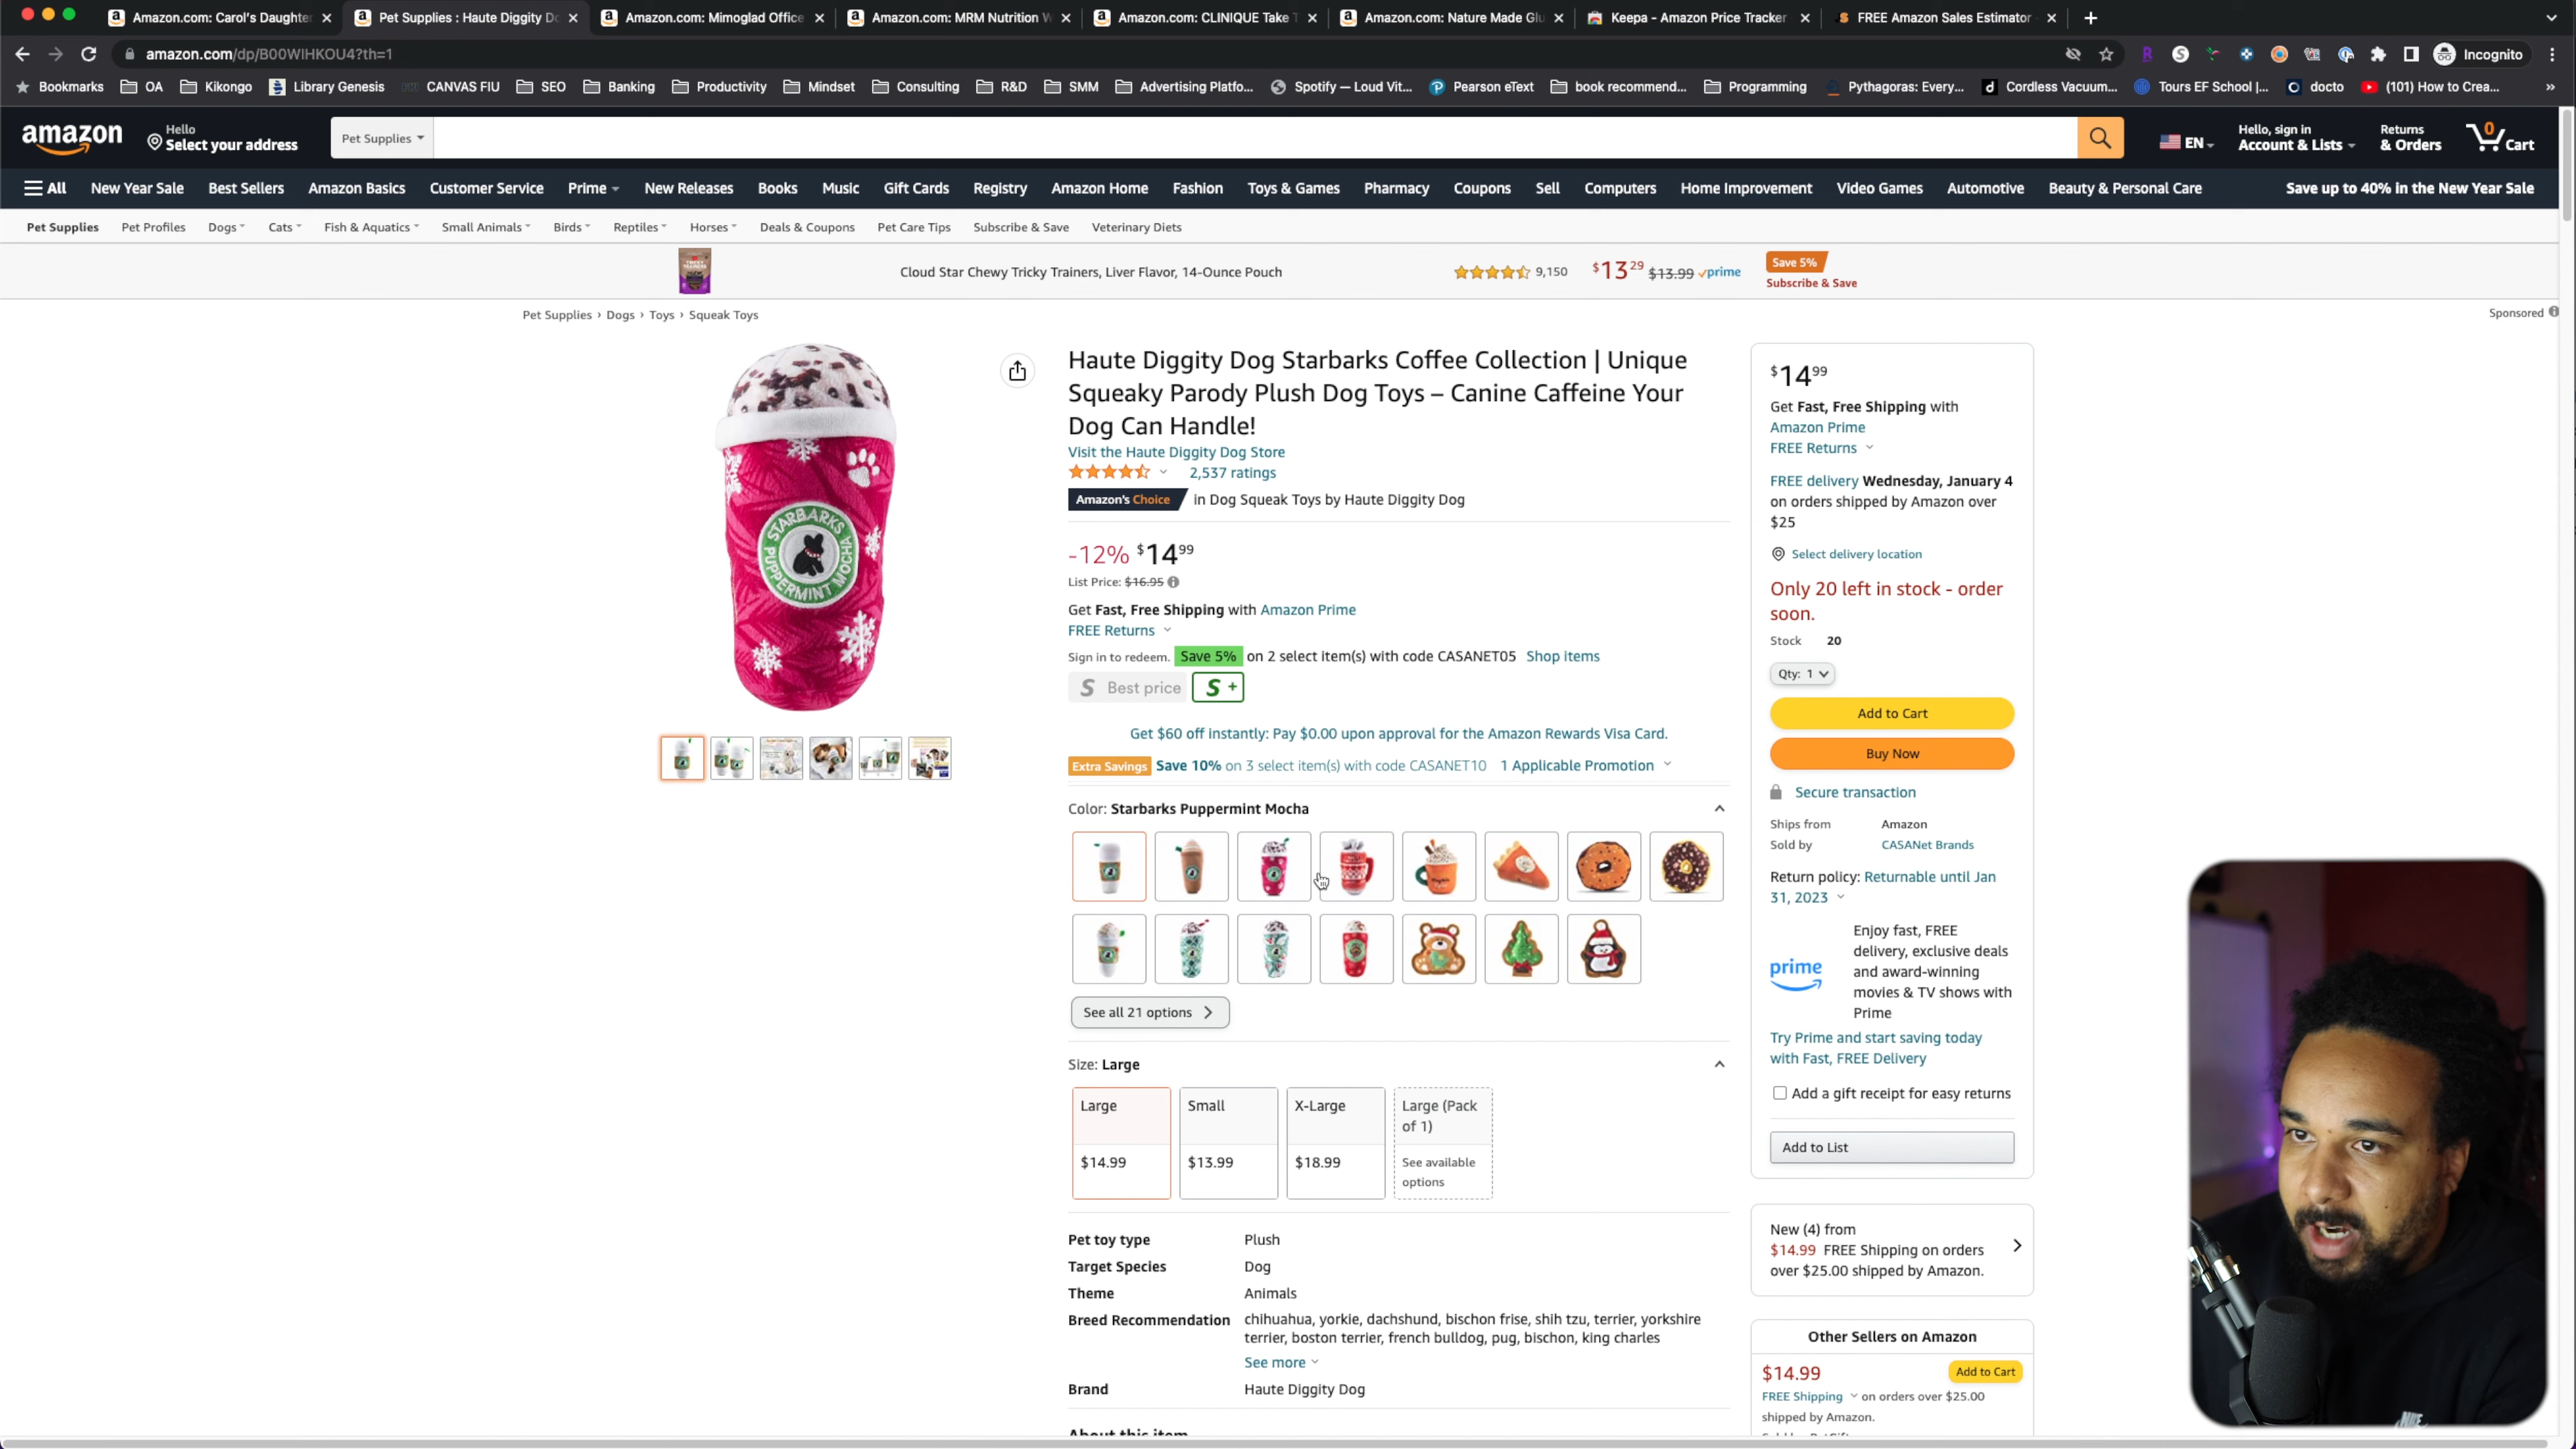 Amazon.com: Carol's Daughter
Pet Supplies : Haute Diggity Do
Amazon.com: Mimoglad Office
Amazon.com: MRM Nutrition W
Amazon.com: CLINIQUE Take T
Amazon.com: Nature Made Glu
Keepa - Amazon Price Tracker
FREE Amazon Sales Estimator
amazon.com/dp/B00WIHKOU4?th=1
Incognito
Bookmarks OA Kikongo Library Genesis CANVAS FIU SEO Banking Productivity Mindset Consulting R&D SMM Advertising Platfo... Spotify – Loud Vit... Pearson eText book recommend... Programming Pythagoras: Every... Cordless Vacuum... Tours EF School |... docto (101) How to Crea... »
amazon
Hello
Select your address
Pet Supplies
EN
Hello, sign in
Account & Lists
Returns
& Orders
0
Cart
All New Year Sale Best Sellers Amazon Basics Customer Service Prime New Releases Books Music Gift Cards Registry Amazon Home Fashion Toys & Games Pharmacy Coupons Sell Computers Home Improvement Video Games Automotive Beauty & Personal Care Save up to 40% in the New Year Sale
Pet Supplies Pet Profiles Dogs Cats Fish & Aquatics Small Animals Birds Reptiles Horses Deals & Coupons Pet Care Tips Subscribe & Save Veterinary Diets
Cloud Star Chewy Tricky Trainers, Liver Flavor, 14-Ounce Pouch
9,150 $13 29 $13.99 prime
Save 5%
Subscribe & Save
Pet Supplies › Dogs › Toys › Squeak Toys
Sponsored
STARBARKS
PUPPERMINT MOCHA
Haute Diggity Dog Starbarks Coffee Collection | Unique
Squeaky Parody Plush Dog Toys – Canine Caffeine Your
Dog Can Handle!
Visit the Haute Diggity Dog Store
2,537 ratings
Amazon's Choice in Dog Squeak Toys by Haute Diggity Dog
-12% $14 99
List Price: $16.95
Get Fast, Free Shipping with Amazon Prime
FREE Returns
Sign in to redeem. Save 5% on 2 select item(s) with code CASANET05 Shop items
S Best price S +
Get $60 off instantly: Pay $0.00 upon approval for the Amazon Rewards Visa Card.
Extra Savings Save 10% on 3 select item(s) with code CASANET10 1 Applicable Promotion
Color: Starbarks Puppermint Mocha
See all 21 options
Size: Large
Large
$14.99
Small
$13.99
X-Large
$18.99
Large (Pack
of 1)
See available
options
Pet toy type Plush
Target Species Dog
Theme Animals
Breed Recommendation chihuahua, yorkie, dachshund, bischon frise, shih tzu, terrier, yorkshire
terrier, boston terrier, french bulldog, pug, bischon, king charles
See more
Brand Haute Diggity Dog
About this item
$14 99
Get Fast, Free Shipping with
Amazon Prime
FREE Returns
FREE delivery Wednesday, January 4
on orders shipped by Amazon over
$25
Select delivery location
Only 20 left in stock - order
soon.
Stock 20
Qty: 1
Add to Cart
Buy Now
Secure transaction
Ships from Amazon
Sold by CASANet Brands
Return policy: Returnable until Jan
31, 2023
prime
Enjoy fast, FREE
delivery, exclusive deals
and award-winning
movies & TV shows with
Prime
Try Prime and start saving today
with Fast, FREE Delivery
Add a gift receipt for easy returns
Add to List
New (4) from
$14.99 FREE Shipping on orders
over $25.00 shipped by Amazon.
Other Sellers on Amazon
$14.99
Add to Cart
FREE Shipping on orders over $25.00
shipped by Amazon.